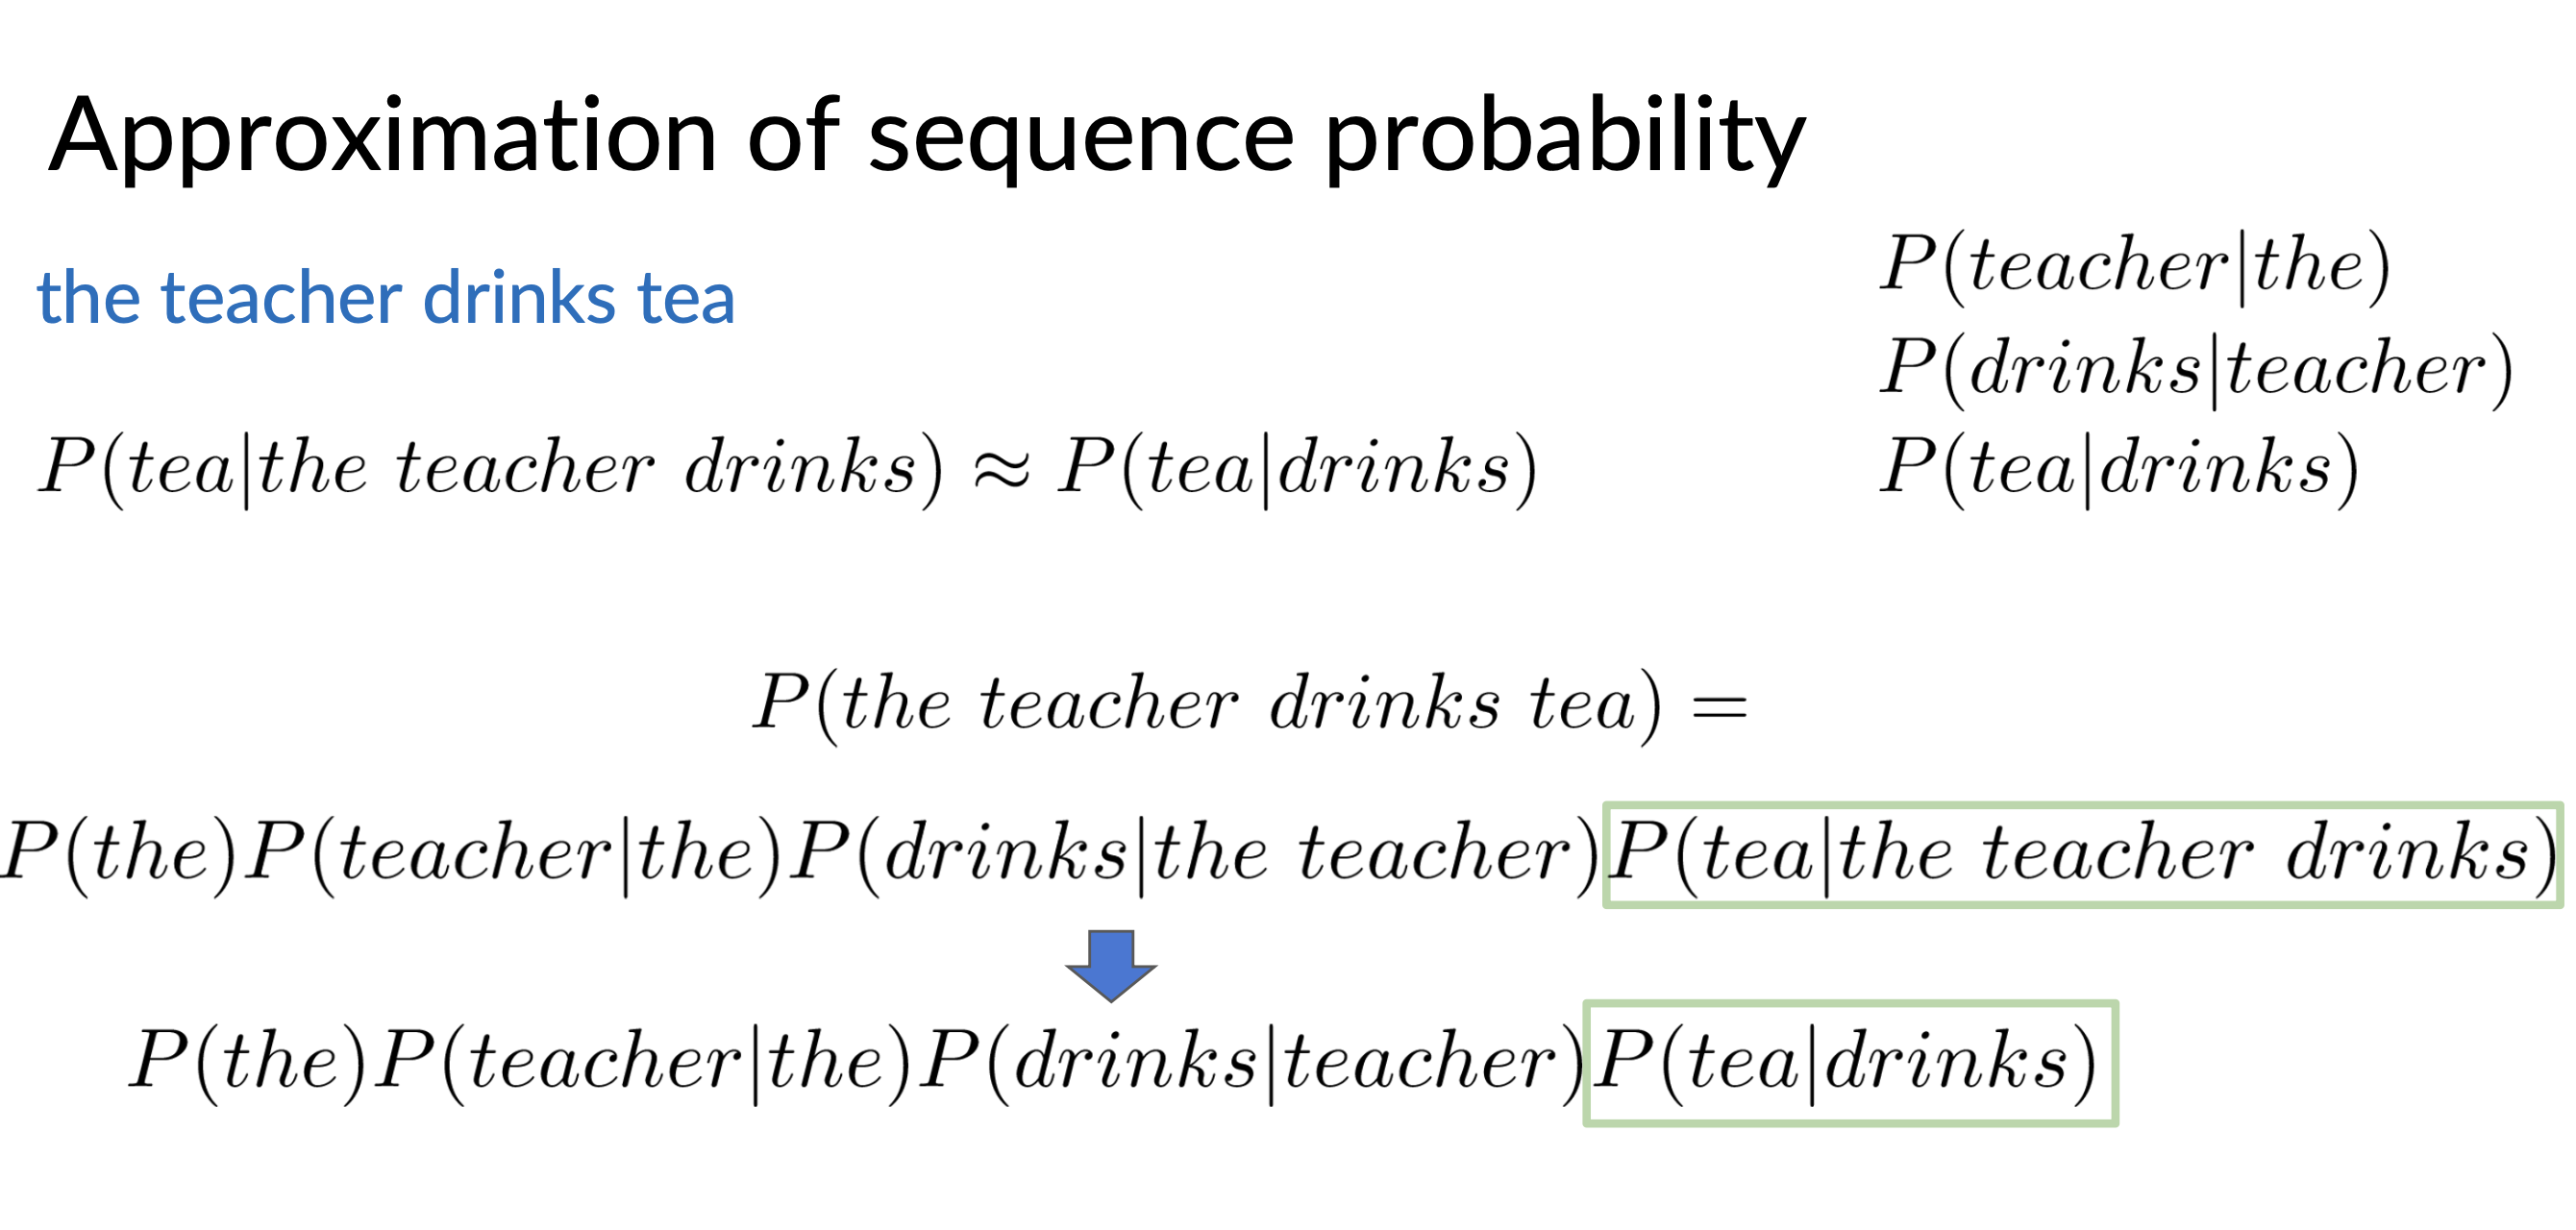 Approximation of sequence probability
the teacher drinks tea
P(teacher|the)
P(drinks|teacher)
P(tea|the teacher drinks) ≈ P(tea|drinks)
P(tea|drinks)
P(the teacher drinks tea) =
P(the)P(teacher|the)P(drinks|the teacher)P(tea|the teacher drinks)
P(the)P(teacher|the)P(drinks|teacher)P(tea|drinks)